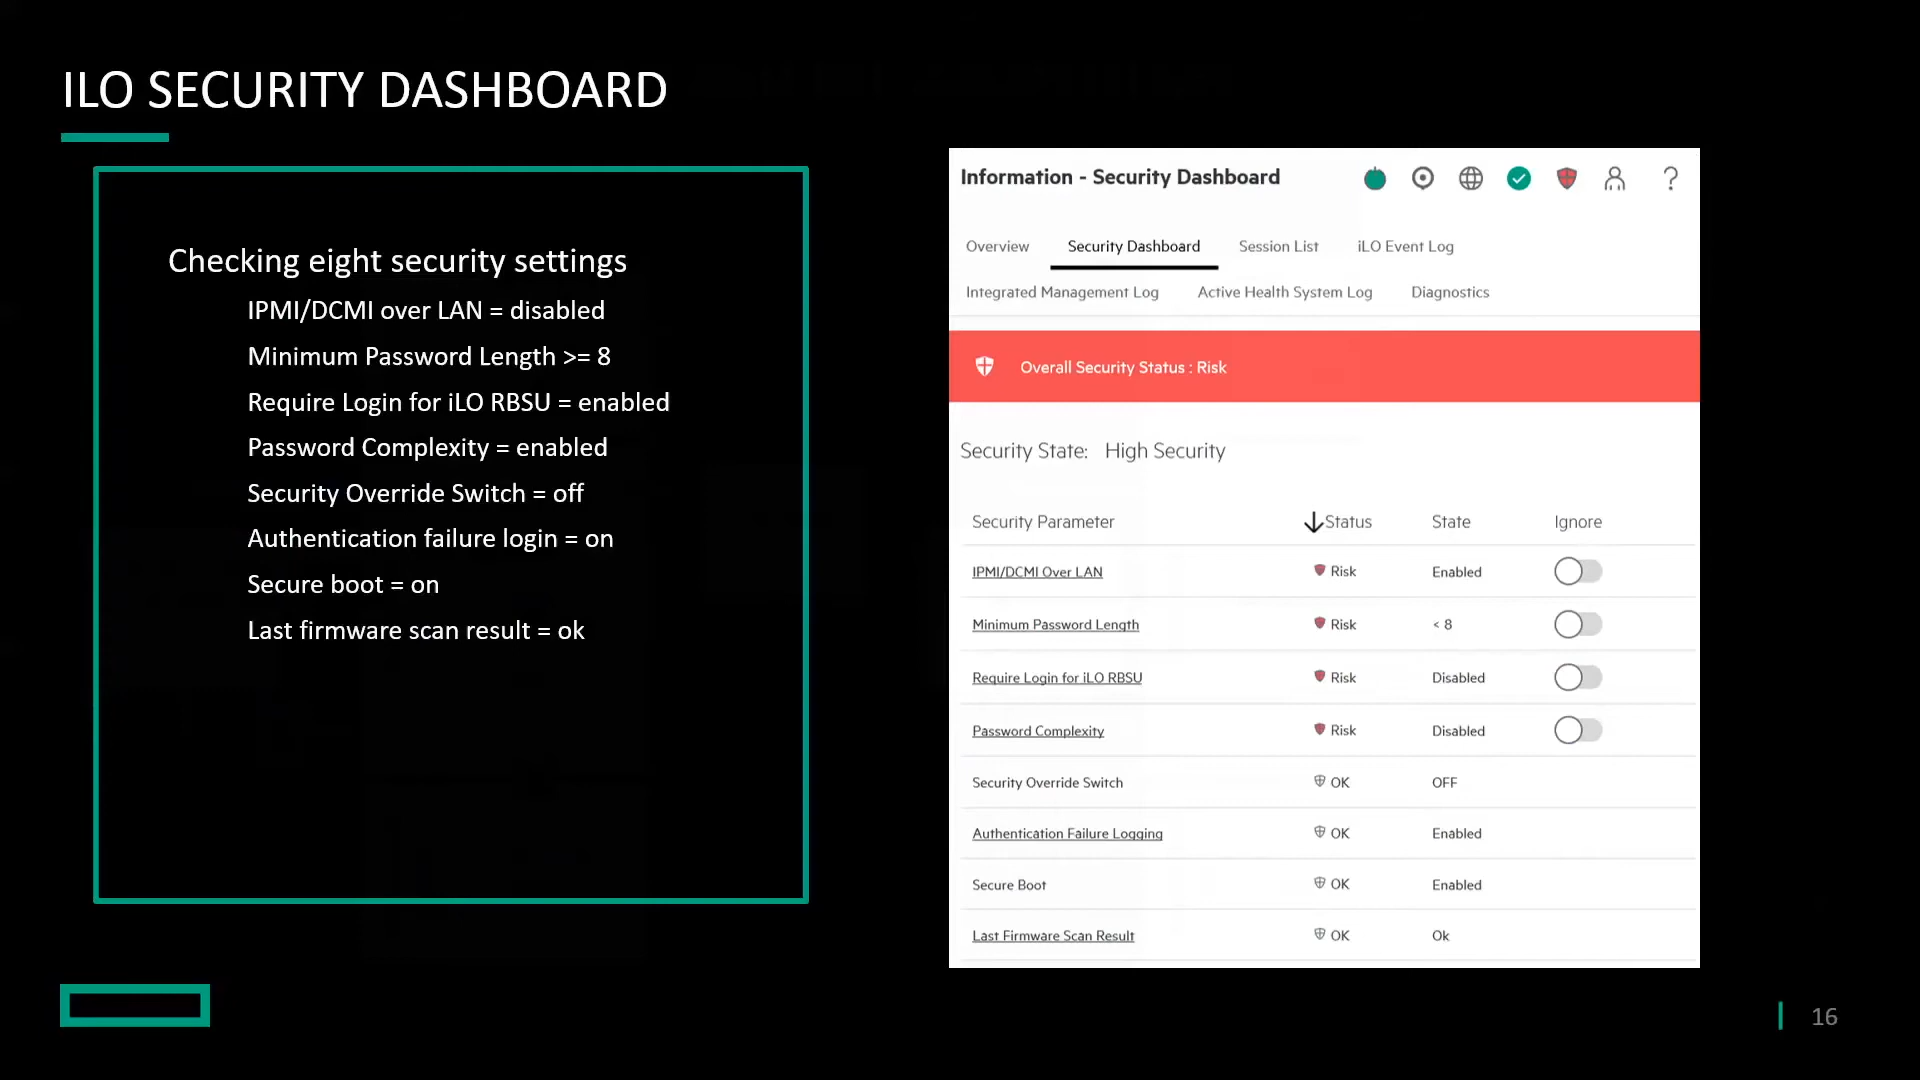 ILO SECURITY DASHBOARD
Checking eight security settings
IPMI/DCMI over LAN = disabled
Minimum Password Length >= 8
Require Login for iLO RBSU = enabled
Password Complexity = enabled
Security Override Switch = off
Authentication failure login = on
Secure boot = on
Last firmware scan result = ok
Information - Security Dashboard
?
Overview Security Dashboard Session List iLO Event Log
Integrated Management Log Active Health System Log Diagnostics
Overall Security Status : Risk
Security State: High Security
Security Parameter Status State Ignore
IPMI/DCMI Over LAN Risk Enabled
Minimum Password Length Risk < 8
Require Login for iLO RBSU Risk Disabled
Password Complexity Risk Disabled
Security Override Switch OK OFF
Authentication Failure Logging OK Enabled
Secure Boot OK Enabled
Last Firmware Scan Result OK Ok
16